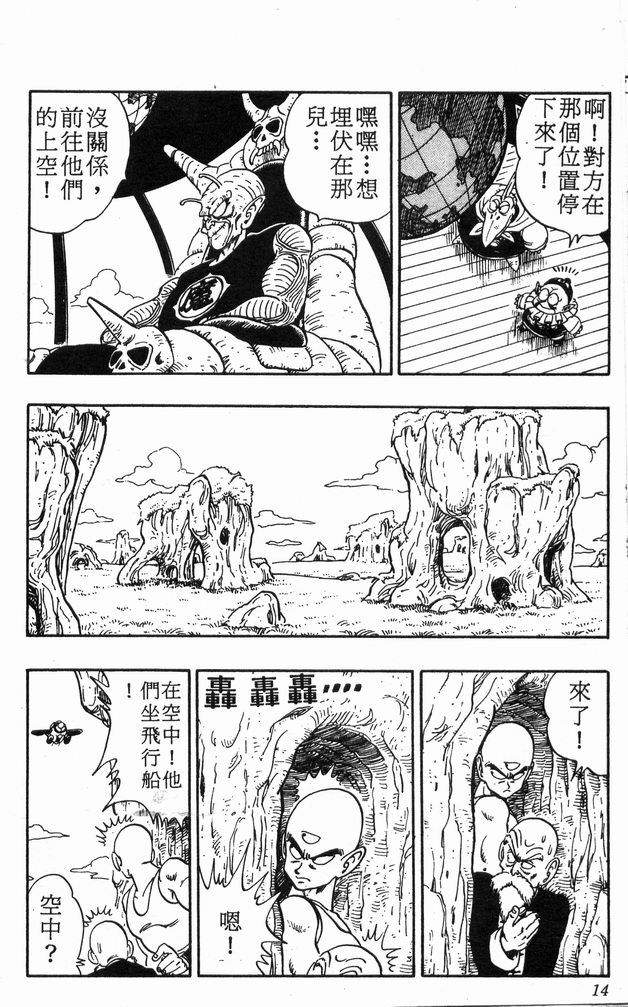 啊！對方在
那個位置停
下來了！
嘿嘿…想
埋伏在那
兒…
沒關係，
前往他們
的上空！
魔
來了！
轟轟轟……
嗯！
在空中！他
們坐飛行船
！
空中？
14